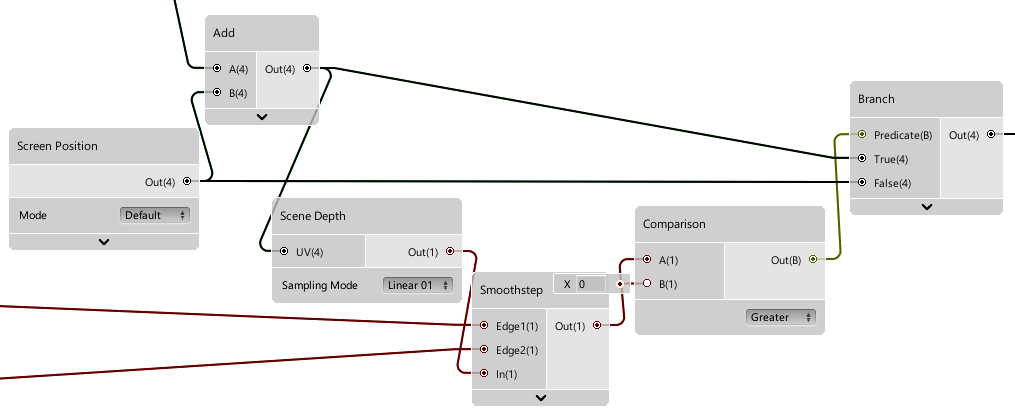 Add
A(4) Out(4)
B(4)
Screen Position
Out(4)
Mode Default
Scene Depth
UV(4) Out(1)
Sampling Mode Linear 01
Smoothstep
Edge1(1) Out(1)
Edge2(1)
In(1)
X 0
Comparison
A(1) Out(B)
B(1)
Greater
Branch
Predicate(B) Out(4)
True(4)
False(4)